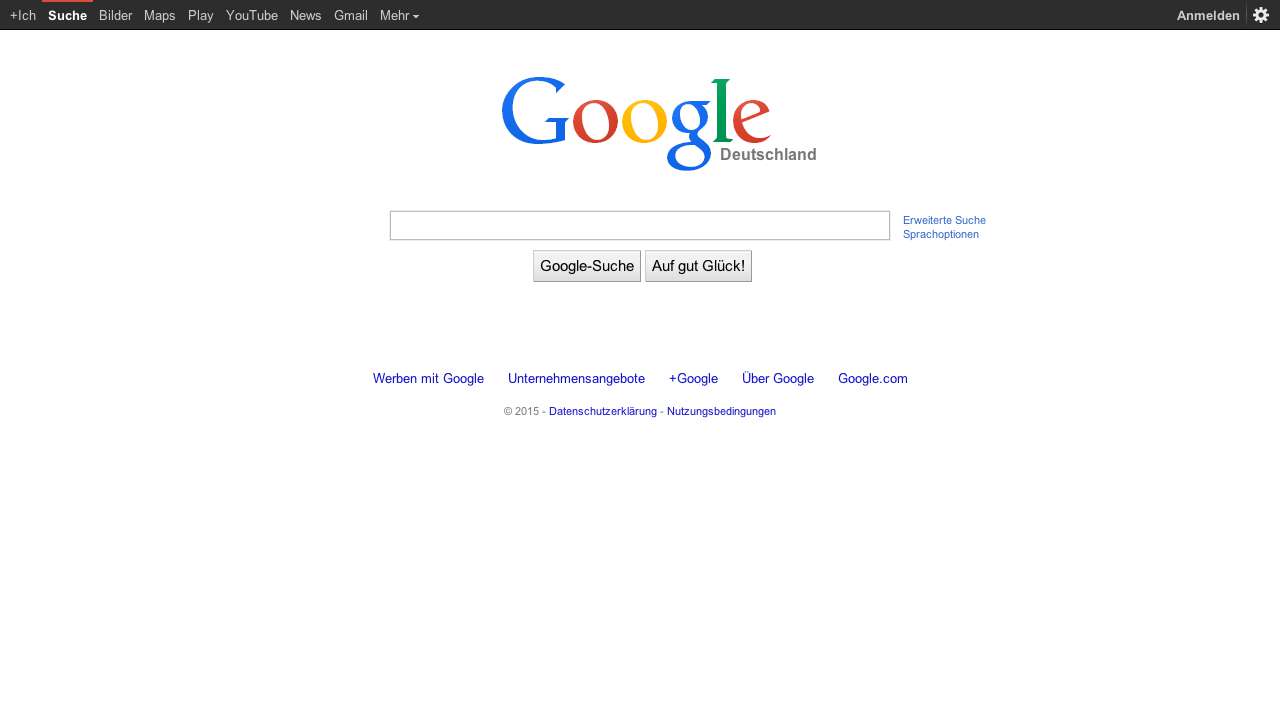 +Ich Suche Bilder Maps Play YouTube News Gmail Mehr Anmelden
Google
Deutschland
Erweiterte Suche
Sprachoptionen
Google-Suche Auf gut Glück!
Werben mit Google Unternehmensangebote +Google Über Google Google.com
© 2015 - Datenschutzerklärung - Nutzungsbedingungen